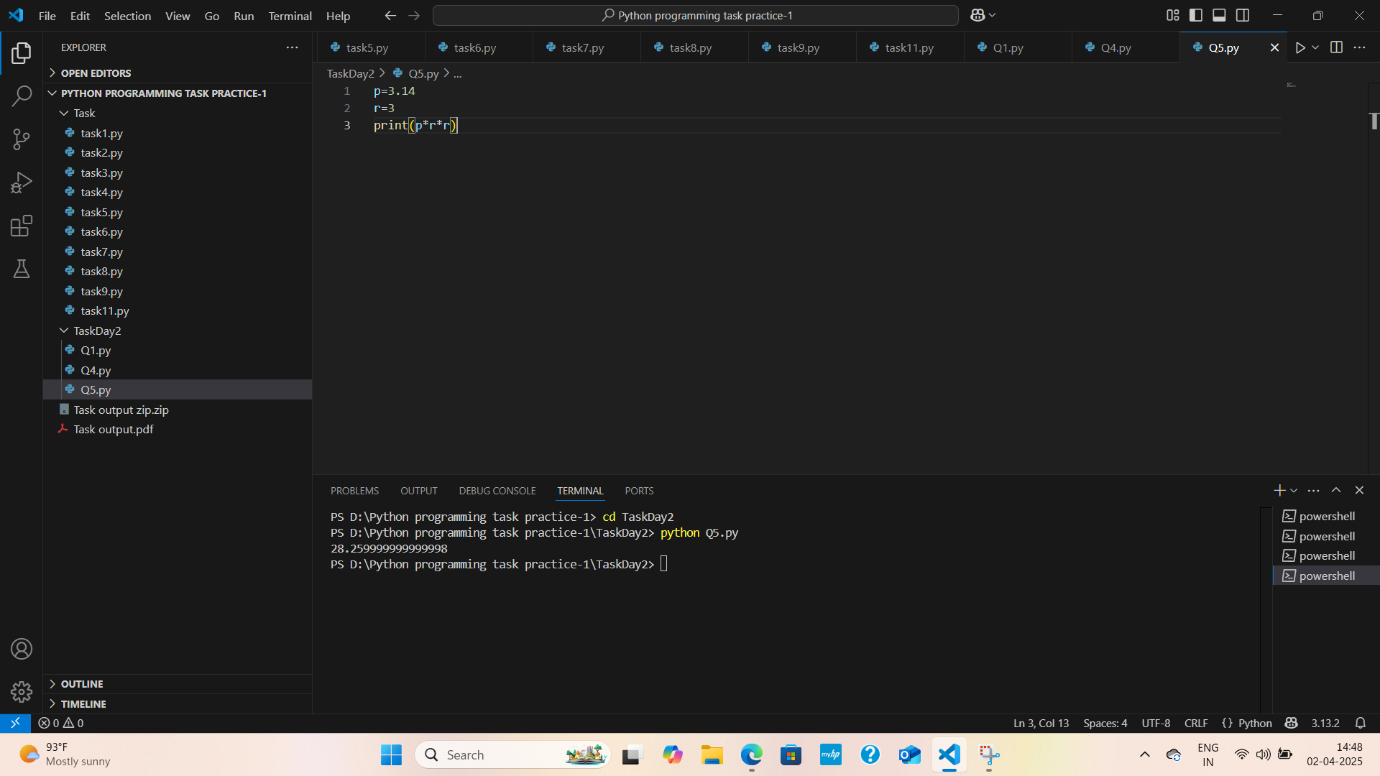 File Edit Selection View Go Run Terminal Help
Python programming task practice-1
EXPLORER
OPEN EDITORS
PYTHON PROGRAMMING TASK PRACTICE-1
Task
task1.py
task2.py
task3.py
task4.py
task5.py
task6.py
task7.py
task8.py
task9.py
task11.py
TaskDay2
Q1.py
Q4.py
Q5.py
Task output zip.zip
Task output.pdf
OUTLINE
TIMELINE
task5.py task6.py task7.py task8.py task9.py task11.py Q1.py Q4.py Q5.py
TaskDay2 > Q5.py > ...
1 p=3.14
2 r=3
3 print(p*r*r)
PROBLEMS OUTPUT DEBUG CONSOLE TERMINAL PORTS
PS D:\Python programming task practice-1> cd TaskDay2
PS D:\Python programming task practice-1\TaskDay2> python Q5.py
28.259999999999998
PS D:\Python programming task practice-1\TaskDay2>
powershell
powershell
powershell
powershell
0 0
Ln 3, Col 13 Spaces: 4 UTF-8 CRLF {} Python 3.13.2
93°F
Mostly sunny
Search
myhp
ENG
IN
14:48
02-04-2025